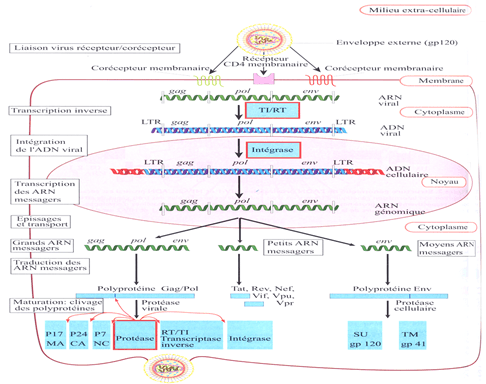 Milieu extra-cellulaire
Liaison virus récepteur/corécepteur
Enveloppe externe (gp120)
Récepteur
CD4 membranaire
Corécepteur membranaire
Corécepteur membranaire
Membrane
gag pol env
ARN
viral
Cytoplasme
Transcription inverse
TI/RT
LTR gag pol env LTR
ADN
viral
Intégration
de l'ADN viral
Intégrase
LTR gag pol env LTR
ADN
cellulaire
Noyau
Transcription
des ARN
messagers
gag pol env
ARN
génomique
Epissages
et transport
Cytoplasme
Grands ARN
messagers
gag pol env
Petits ARN
messagers
env
Moyens ARN
messagers
Traduction des
ARN messagers
Polyprotéine Gag/Pol
Tat, Rev, Nef,
Vif, Vpu,
Vpr
Polyprotéine Env
Maturation: clivage
des polyprotéines
Protéase
virale
Protéase
cellulaire
P17
MA
P24
CA
P7
NC
Protéase
RT/TI
Transcriptase
inverse
Intégrase
SU
gp 120
TM
gp 41